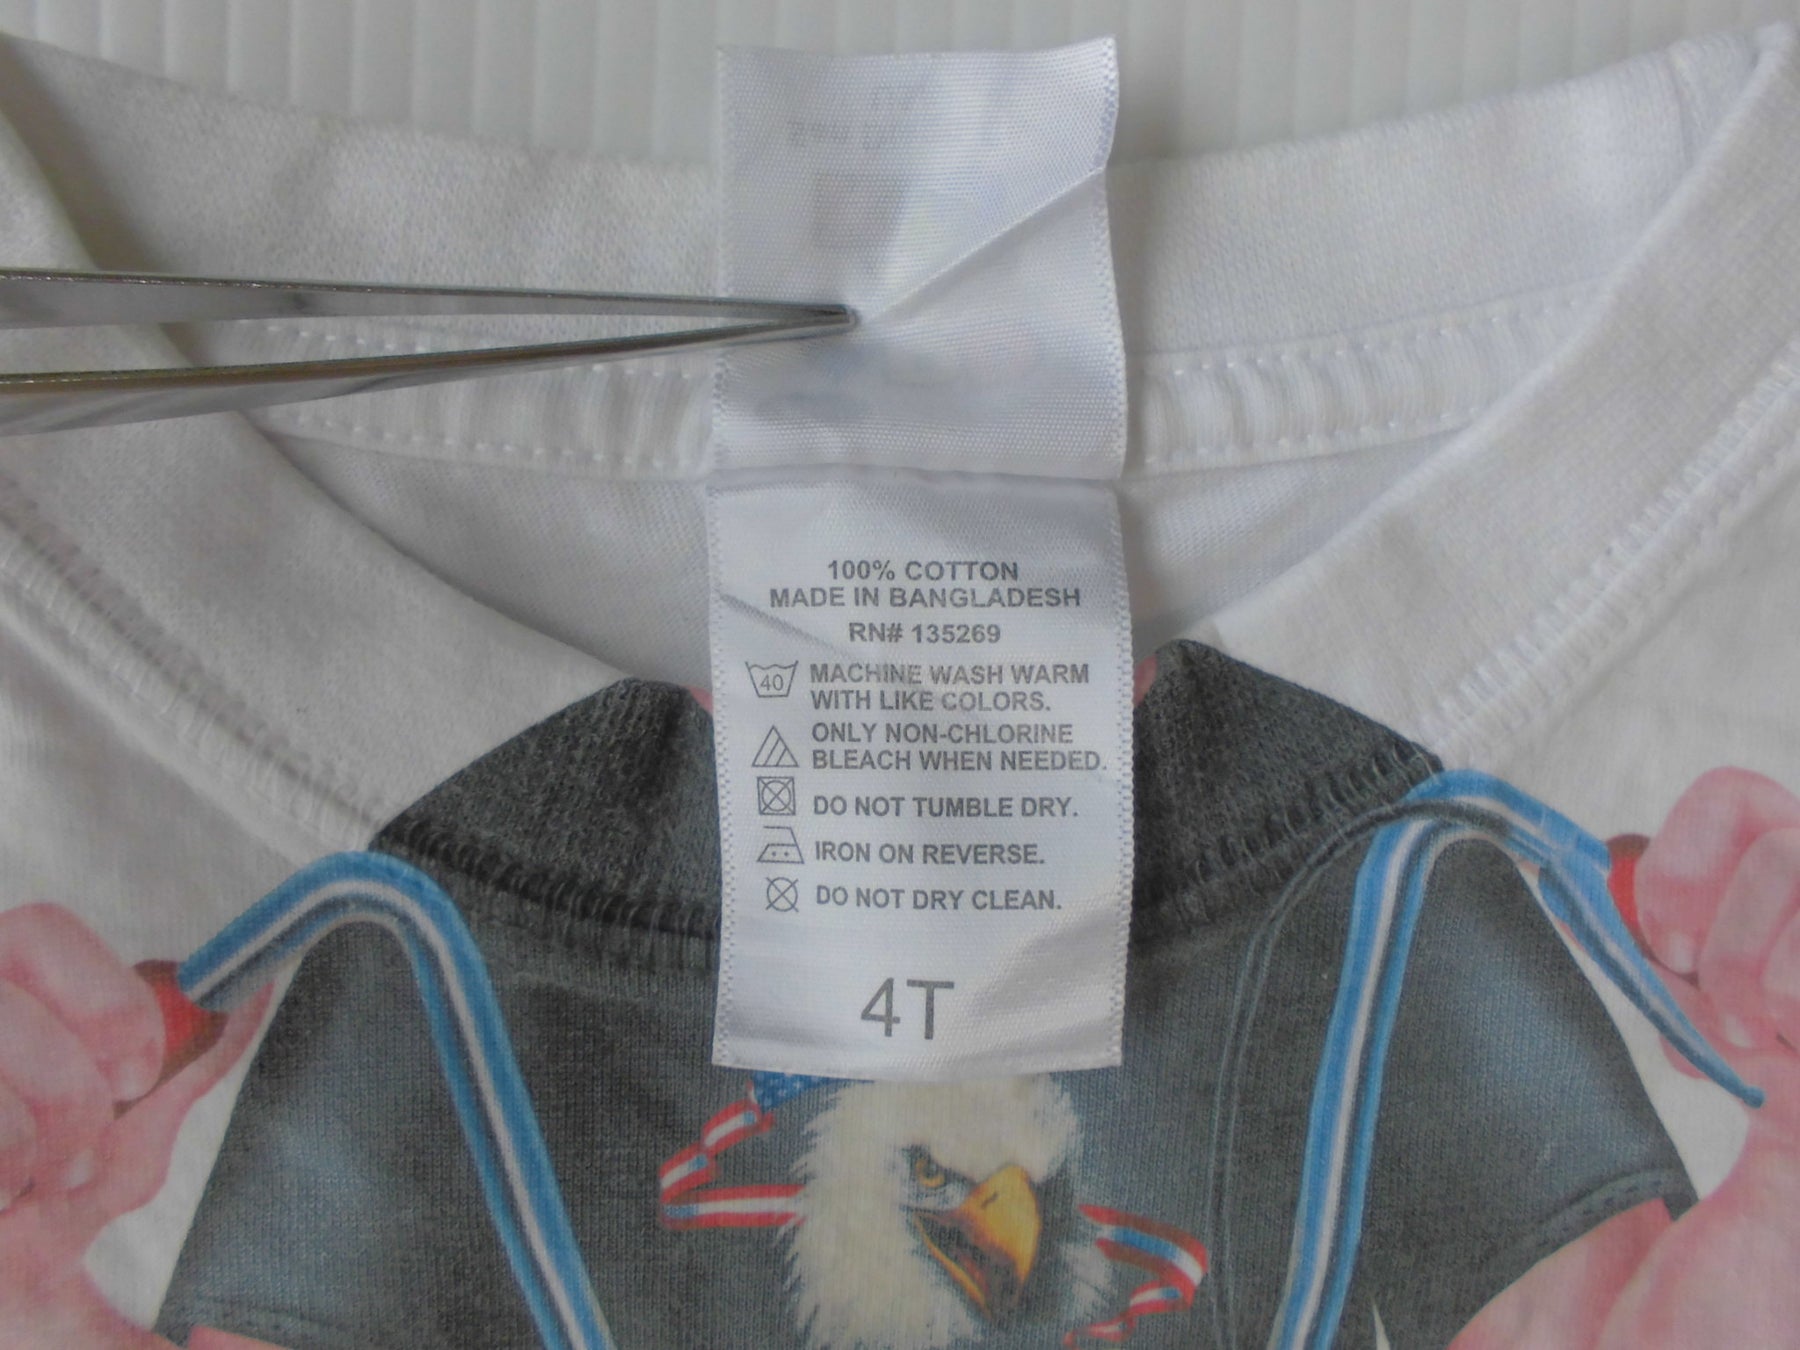 100% COTTON
MADE IN BANGLADESH
RN# 135269
40
MACHINE WASH WARM
WITH LIKE COLORS.
ONLY NON-CHLORINE
BLEACH WHEN NEEDED.
DO NOT TUMBLE DRY.
IRON ON REVERSE.
DO NOT DRY CLEAN.
4T